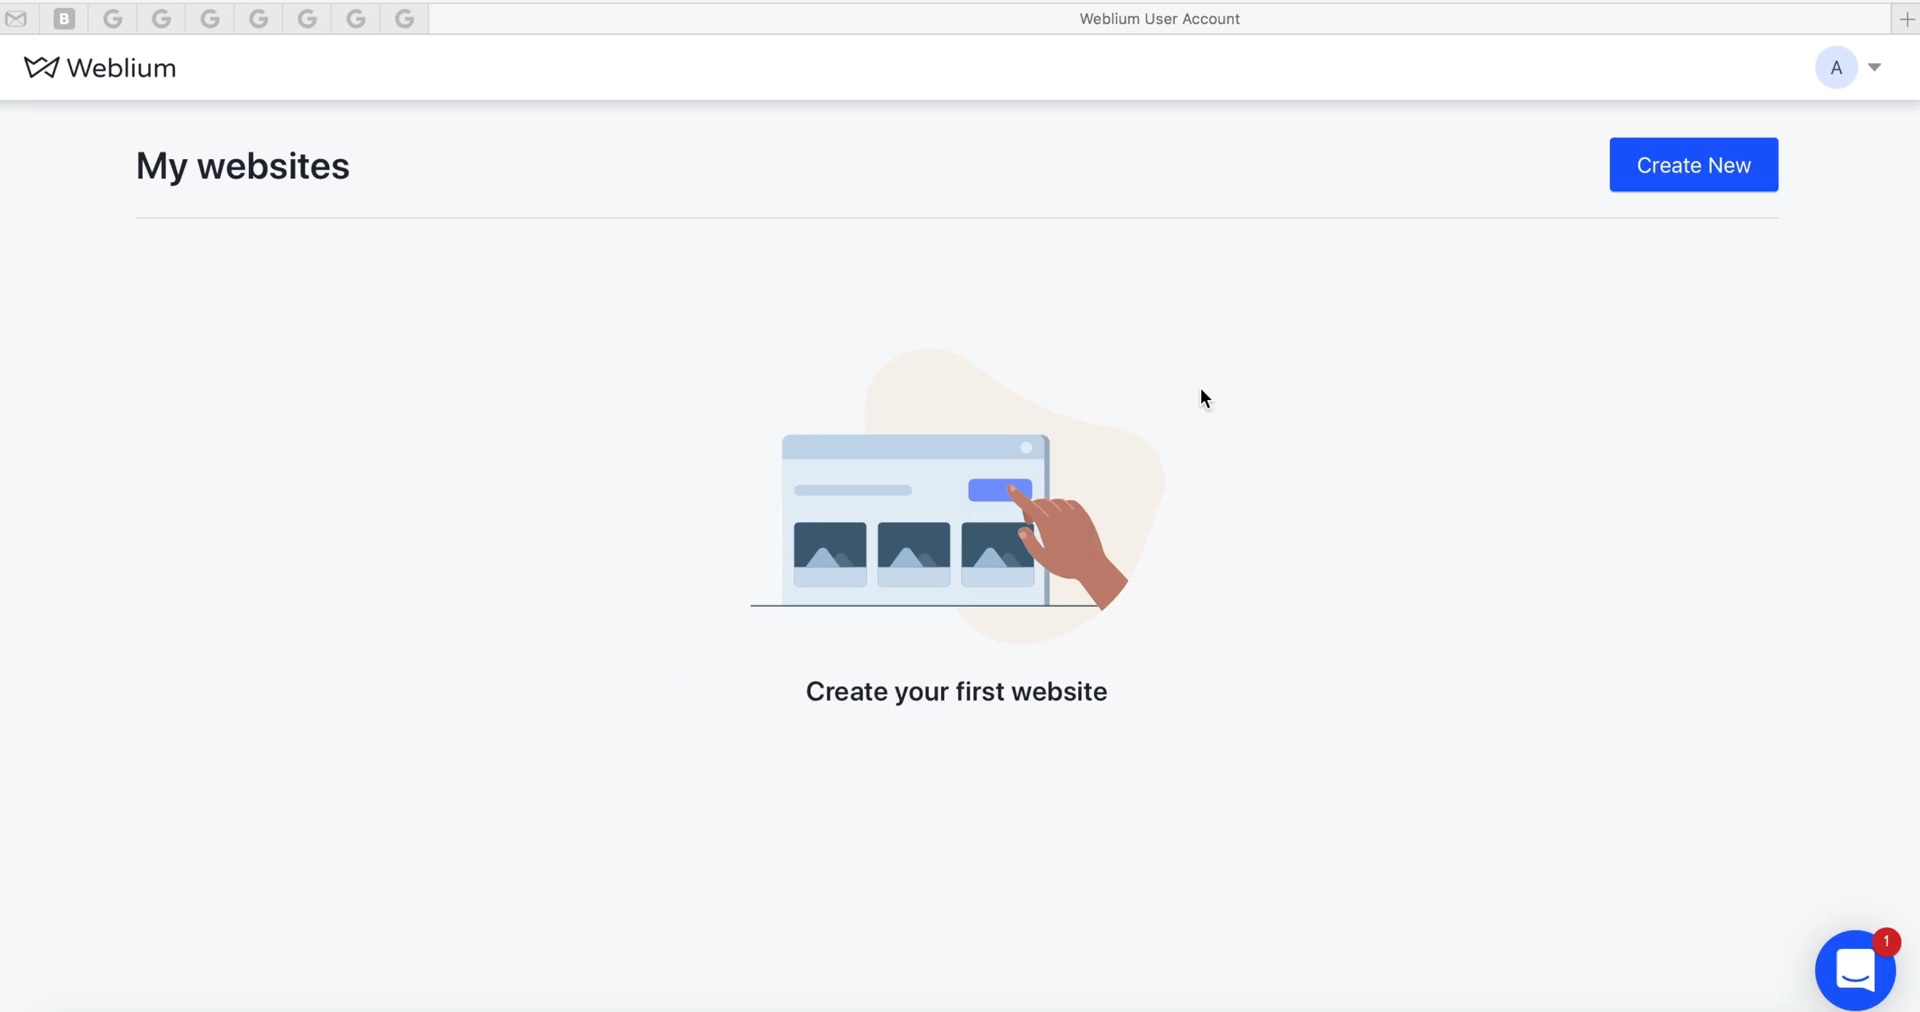 B
Weblium User Account
Weblium
A
My websites
Create New
Create your first website
1